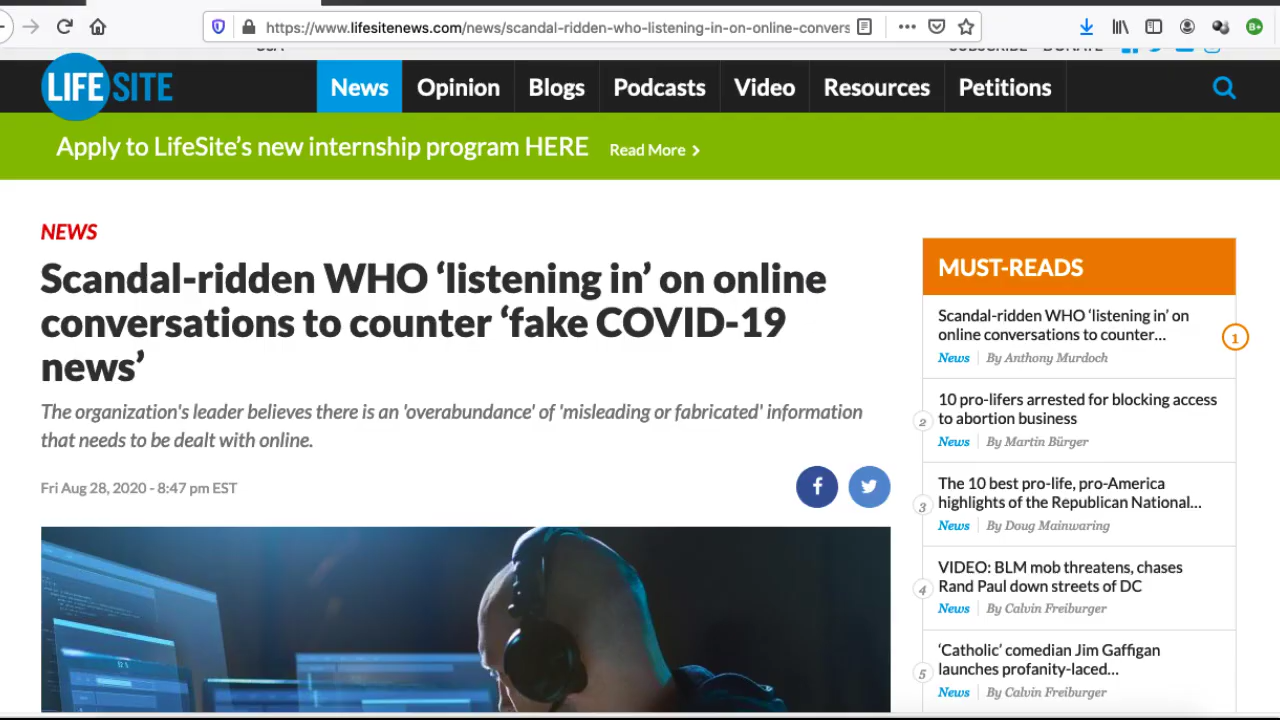 https://www.lifesitenews.com/news/scandal-ridden-who-listening-in-on-online-convers
SUBSCRIBE DONATE
LIFESITE
News
Opinion
Blogs
Podcasts
Video
Resources
Petitions
Apply to LifeSite's new internship program HERE Read More
NEWS
Scandal-ridden WHO ‘listening in’ on online
conversations to counter ‘fake COVID-19
news’
The organization's leader believes there is an 'overabundance' of 'misleading or fabricated' information
that needs to be dealt with online.
Fri Aug 28, 2020 - 8:47 pm EST
MUST-READS
Scandal-ridden WHO ‘listening in’ on
online conversations to counter...
1
News By Anthony Murdoch
10 pro-lifers arrested for blocking access
2
to abortion business
News By Martin Bürger
The 10 best pro-life, pro-America
3
highlights of the Republican National...
News By Doug Mainwaring
VIDEO: BLM mob threatens, chases
4
Rand Paul down streets of DC
News By Calvin Freiburger
‘Catholic’ comedian Jim Gaffigan
5
launches profanity-laced...
News By Calvin Freiburger